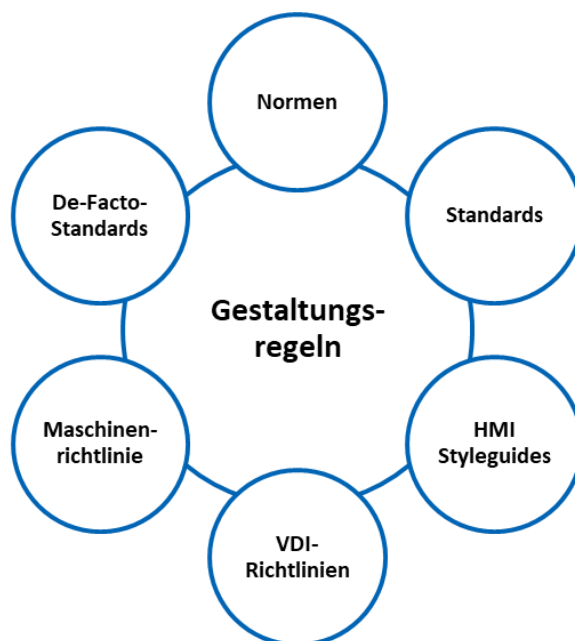 Normen
De-Facto-
Standards
Standards
Gestaltungs-
regeln
Maschinen-
richtlinie
HMI
Styleguides
VDI-
Richtlinien